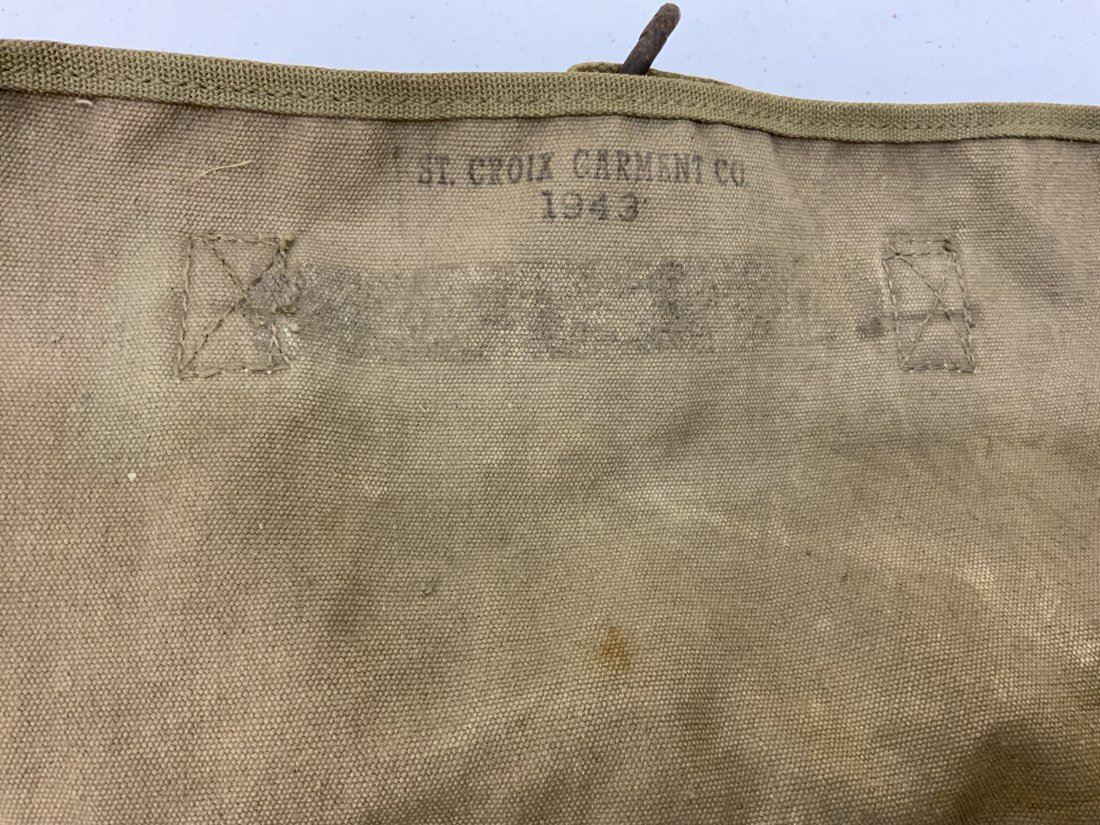 ST. CROIX GARMENT CO.
1943